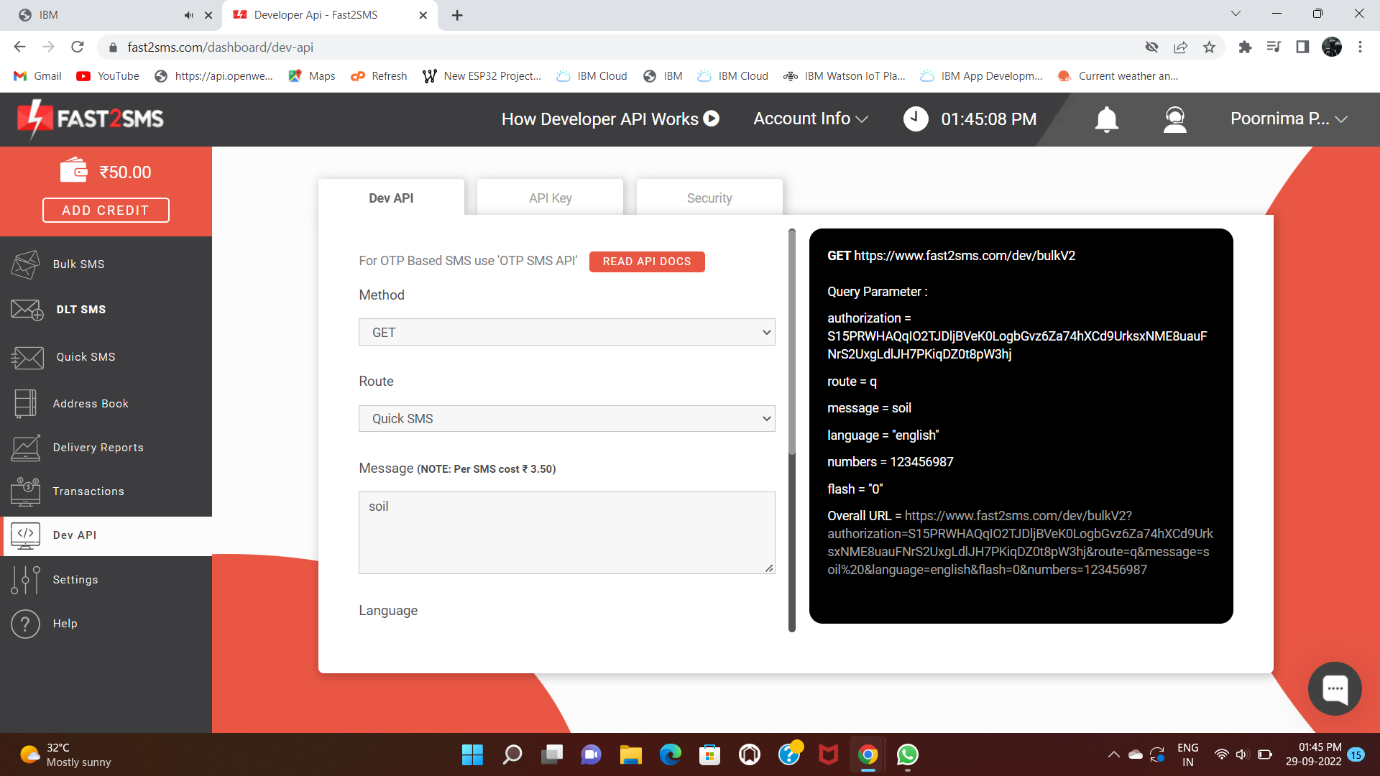 IBM
Developer Api - Fast2SMS
fast2sms.com/dashboard/dev-api
Gmail
YouTube
https://api.openwe...
Maps
Refresh
New ESP32 Project...
IBM Cloud
IBM
IBM Cloud
IBM Watson IoT Pla...
IBM App Developm...
Current weather an...
FAST2SMS
How Developer API Works
Account Info
01:45:08 PM
Poornima P...
₹50.00
ADD CREDIT
Bulk SMS
DLT SMS
Quick SMS
Address Book
Delivery Reports
Transactions
Dev API
Settings
Help
Dev API
API Key
Security
For OTP Based SMS use 'OTP SMS API'
READ API DOCS
Method
GET
Route
Quick SMS
Message (NOTE: Per SMS cost ₹ 3.50)
soil
Language
GET https://www.fast2sms.com/dev/bulkV2
Query Parameter :
authorization =
S15PRWHAQqIO2TJDljBVeK0LogbGvz6Za74hXCd9UrksxNME8uauF
NrS2UxgLdlJH7PKiqDZ0t8pW3hj
route = q
message = soil
language = "english"
numbers = 123456987
flash = "0"
Overall URL = https://www.fast2sms.com/dev/bulkV2?
authorization=S15PRWHAQqIO2TJDljBVeK0LogbGvz6Za74hXCd9Urk
sxNME8uauFNrS2UxgLdlJH7PKiqDZ0t8pW3hj&route=q&message=s
oil%20&language=english&flash=0&numbers=123456987
32°C
Mostly sunny
ENG
IN
01:45 PM
29-09-2022
15